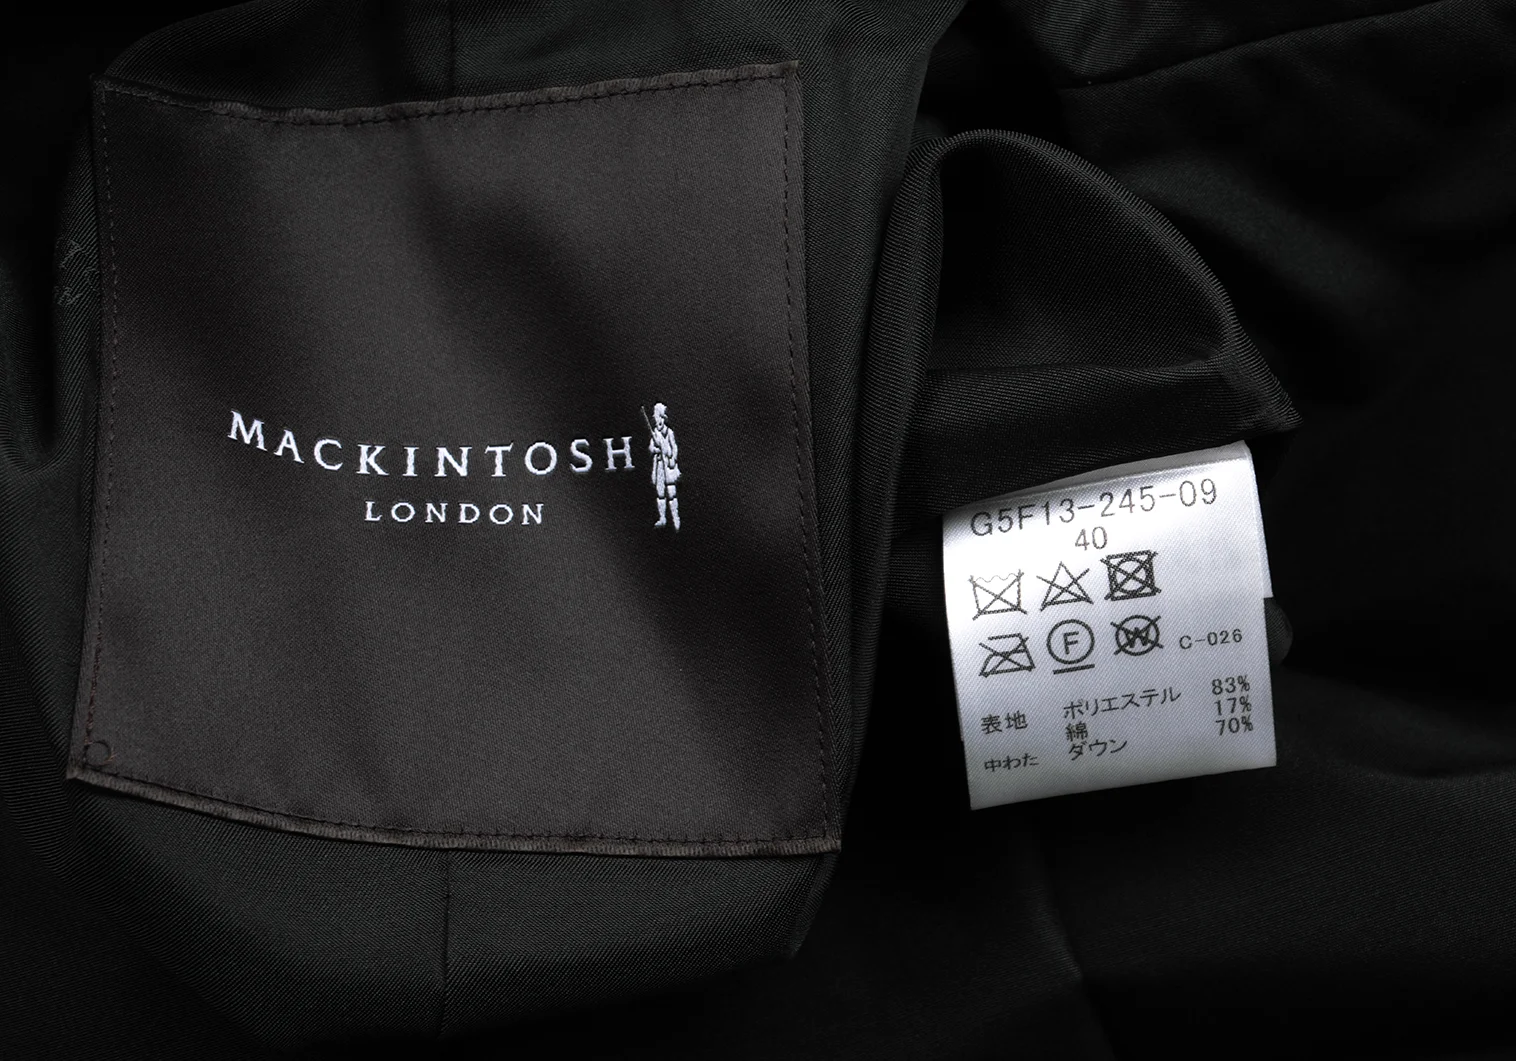 MACKINTOSH
LONDON
G5F13-245-09
40
F
W
C-026
表地 ポリエステル 83%
綿 17%
中わた ダウン 70%